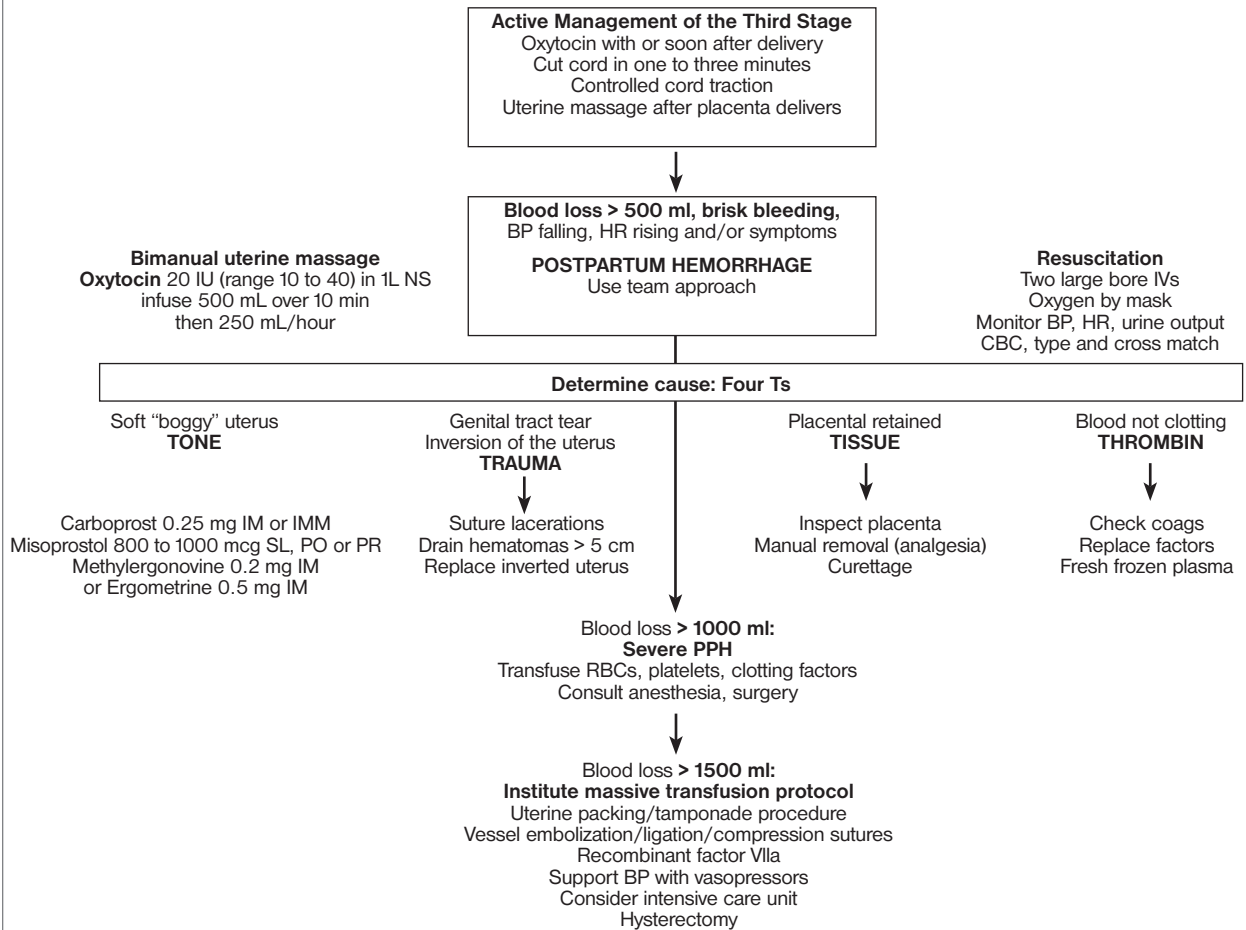 Active Management of the Third Stage
Oxytocin with or soon after delivery
Cut cord in one to three minutes
Controlled cord traction
Uterine massage after placenta delivers
Blood loss > 500 ml, brisk bleeding,
BP falling, HR rising and/or symptoms
POSTPARTUM HEMORRHAGE
Use team approach
Bimanual uterine massage
Oxytocin 20 IU (range 10 to 40) in 1L NS
infuse 500 mL over 10 min
then 250 mL/hour
Resuscitation
Two large bore IVs
Oxygen by mask
Monitor BP, HR, urine output
CBC, type and cross match
Determine cause: Four Ts
Soft “boggy” uterus
TONE
Carboprost 0.25 mg IM or IMM
Misoprostol 800 to 1000 mcg SL, PO or PR
Methylergonovine 0.2 mg IM
or Ergometrine 0.5 mg IM
Genital tract tear
Inversion of the uterus
TRAUMA
Suture lacerations
Drain hematomas > 5 cm
Replace inverted uterus
Placental retained
TISSUE
Inspect placenta
Manual removal (analgesia)
Curettage
Blood not clotting
THROMBIN
Check coags
Replace factors
Fresh frozen plasma
Blood loss > 1000 ml:
Severe PPH
Transfuse RBCs, platelets, clotting factors
Consult anesthesia, surgery
Blood loss > 1500 ml:
Institute massive transfusion protocol
Uterine packing/tamponade procedure
Vessel embolization/ligation/compression sutures
Recombinant factor VIIa
Support BP with vasopressors
Consider intensive care unit
Hysterectomy